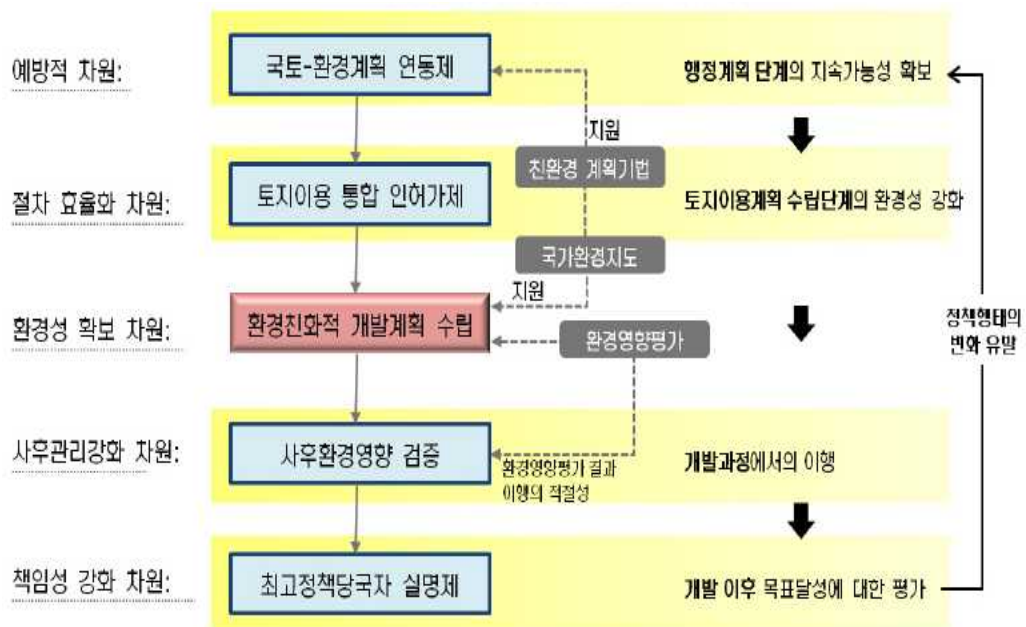 예방적 차원:
국토-환경계획 연동제
행정계획 단계의 지속가능성 확보
지원
친환경 계획기법
절차 효율화 차원:
토지이용 통합 인허가제
토지이용계획 수립단계의 환경성 강화
국가환경지도
지원
환경성 확보 차원:
환경친화적 개발계획 수립
환경영향평가
정책행태의
변화 유발
사후관리강화 차원:
사후환경영향 검증
환경영향평가 결과
이행의 적절성
개발과정에서의 이행
책임성 강화 차원:
최고정책당국자 실명제
개발 이후 목표달성에 대한 평가